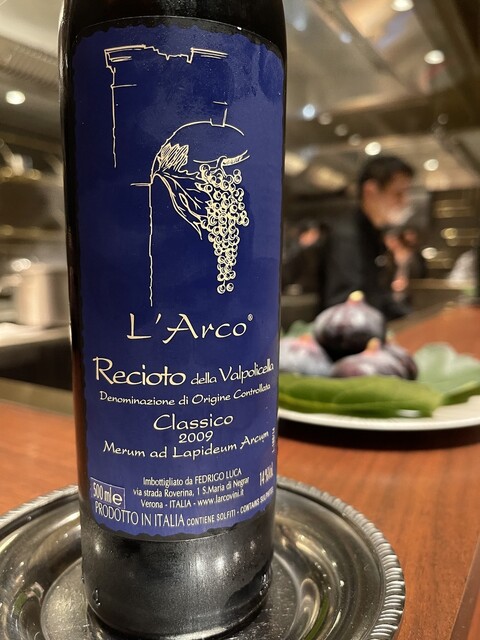 L'Arco®
Recioto della Valpolicella
Denominazione di Origine Controllata
Classico
2009
Merum ad Lapideum Arcum
Imbottigliato da FEDRIGO LUCA
via strada Roverina, 1 S.Maria di Negrar
Verona - ITALIA - www.larcovini.it
500 ml e
14%Vol.
PRODOTTO IN ITALIA CONTIENE SOLFITI - CONTAINS SULPHITES